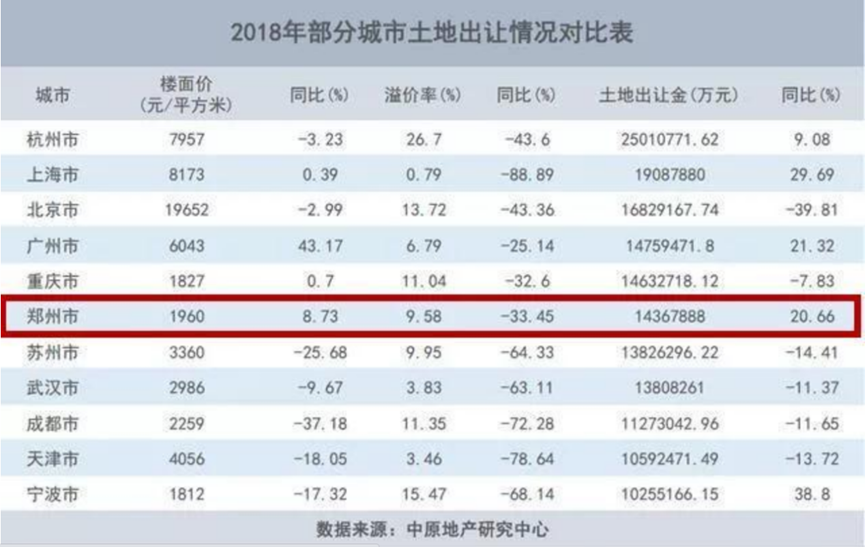 2018年部分城市土地出让情况对比表
城市 楼面价(元/平方米) 同比(%) 溢价率(%) 同比(%) 土地出让金(万元) 同比(%)
杭州市 7957 -3.23 26.7 -43.6 25010771.62 9.08
上海市 8173 0.39 0.79 -88.89 19087880 29.69
北京市 19652 -2.99 13.72 -43.36 16829167.74 -39.81
广州市 6043 43.17 6.79 -25.14 14759471.8 21.32
重庆市 1827 0.7 11.04 -32.6 14632718.12 -7.83
郑州市 1960 8.73 9.58 -33.45 14367888 20.66
苏州市 3360 -25.68 9.95 -64.33 13826296.22 -14.41
武汉市 2986 -9.67 3.83 -63.11 13808261 -11.37
成都市 2259 -37.18 11.35 -72.28 11273042.96 -11.65
天津市 4056 -18.05 3.46 -78.64 10592471.49 -13.72
宁波市 1812 -17.32 15.47 -68.14 10255166.15 38.8
数据来源：中原地产研究中心